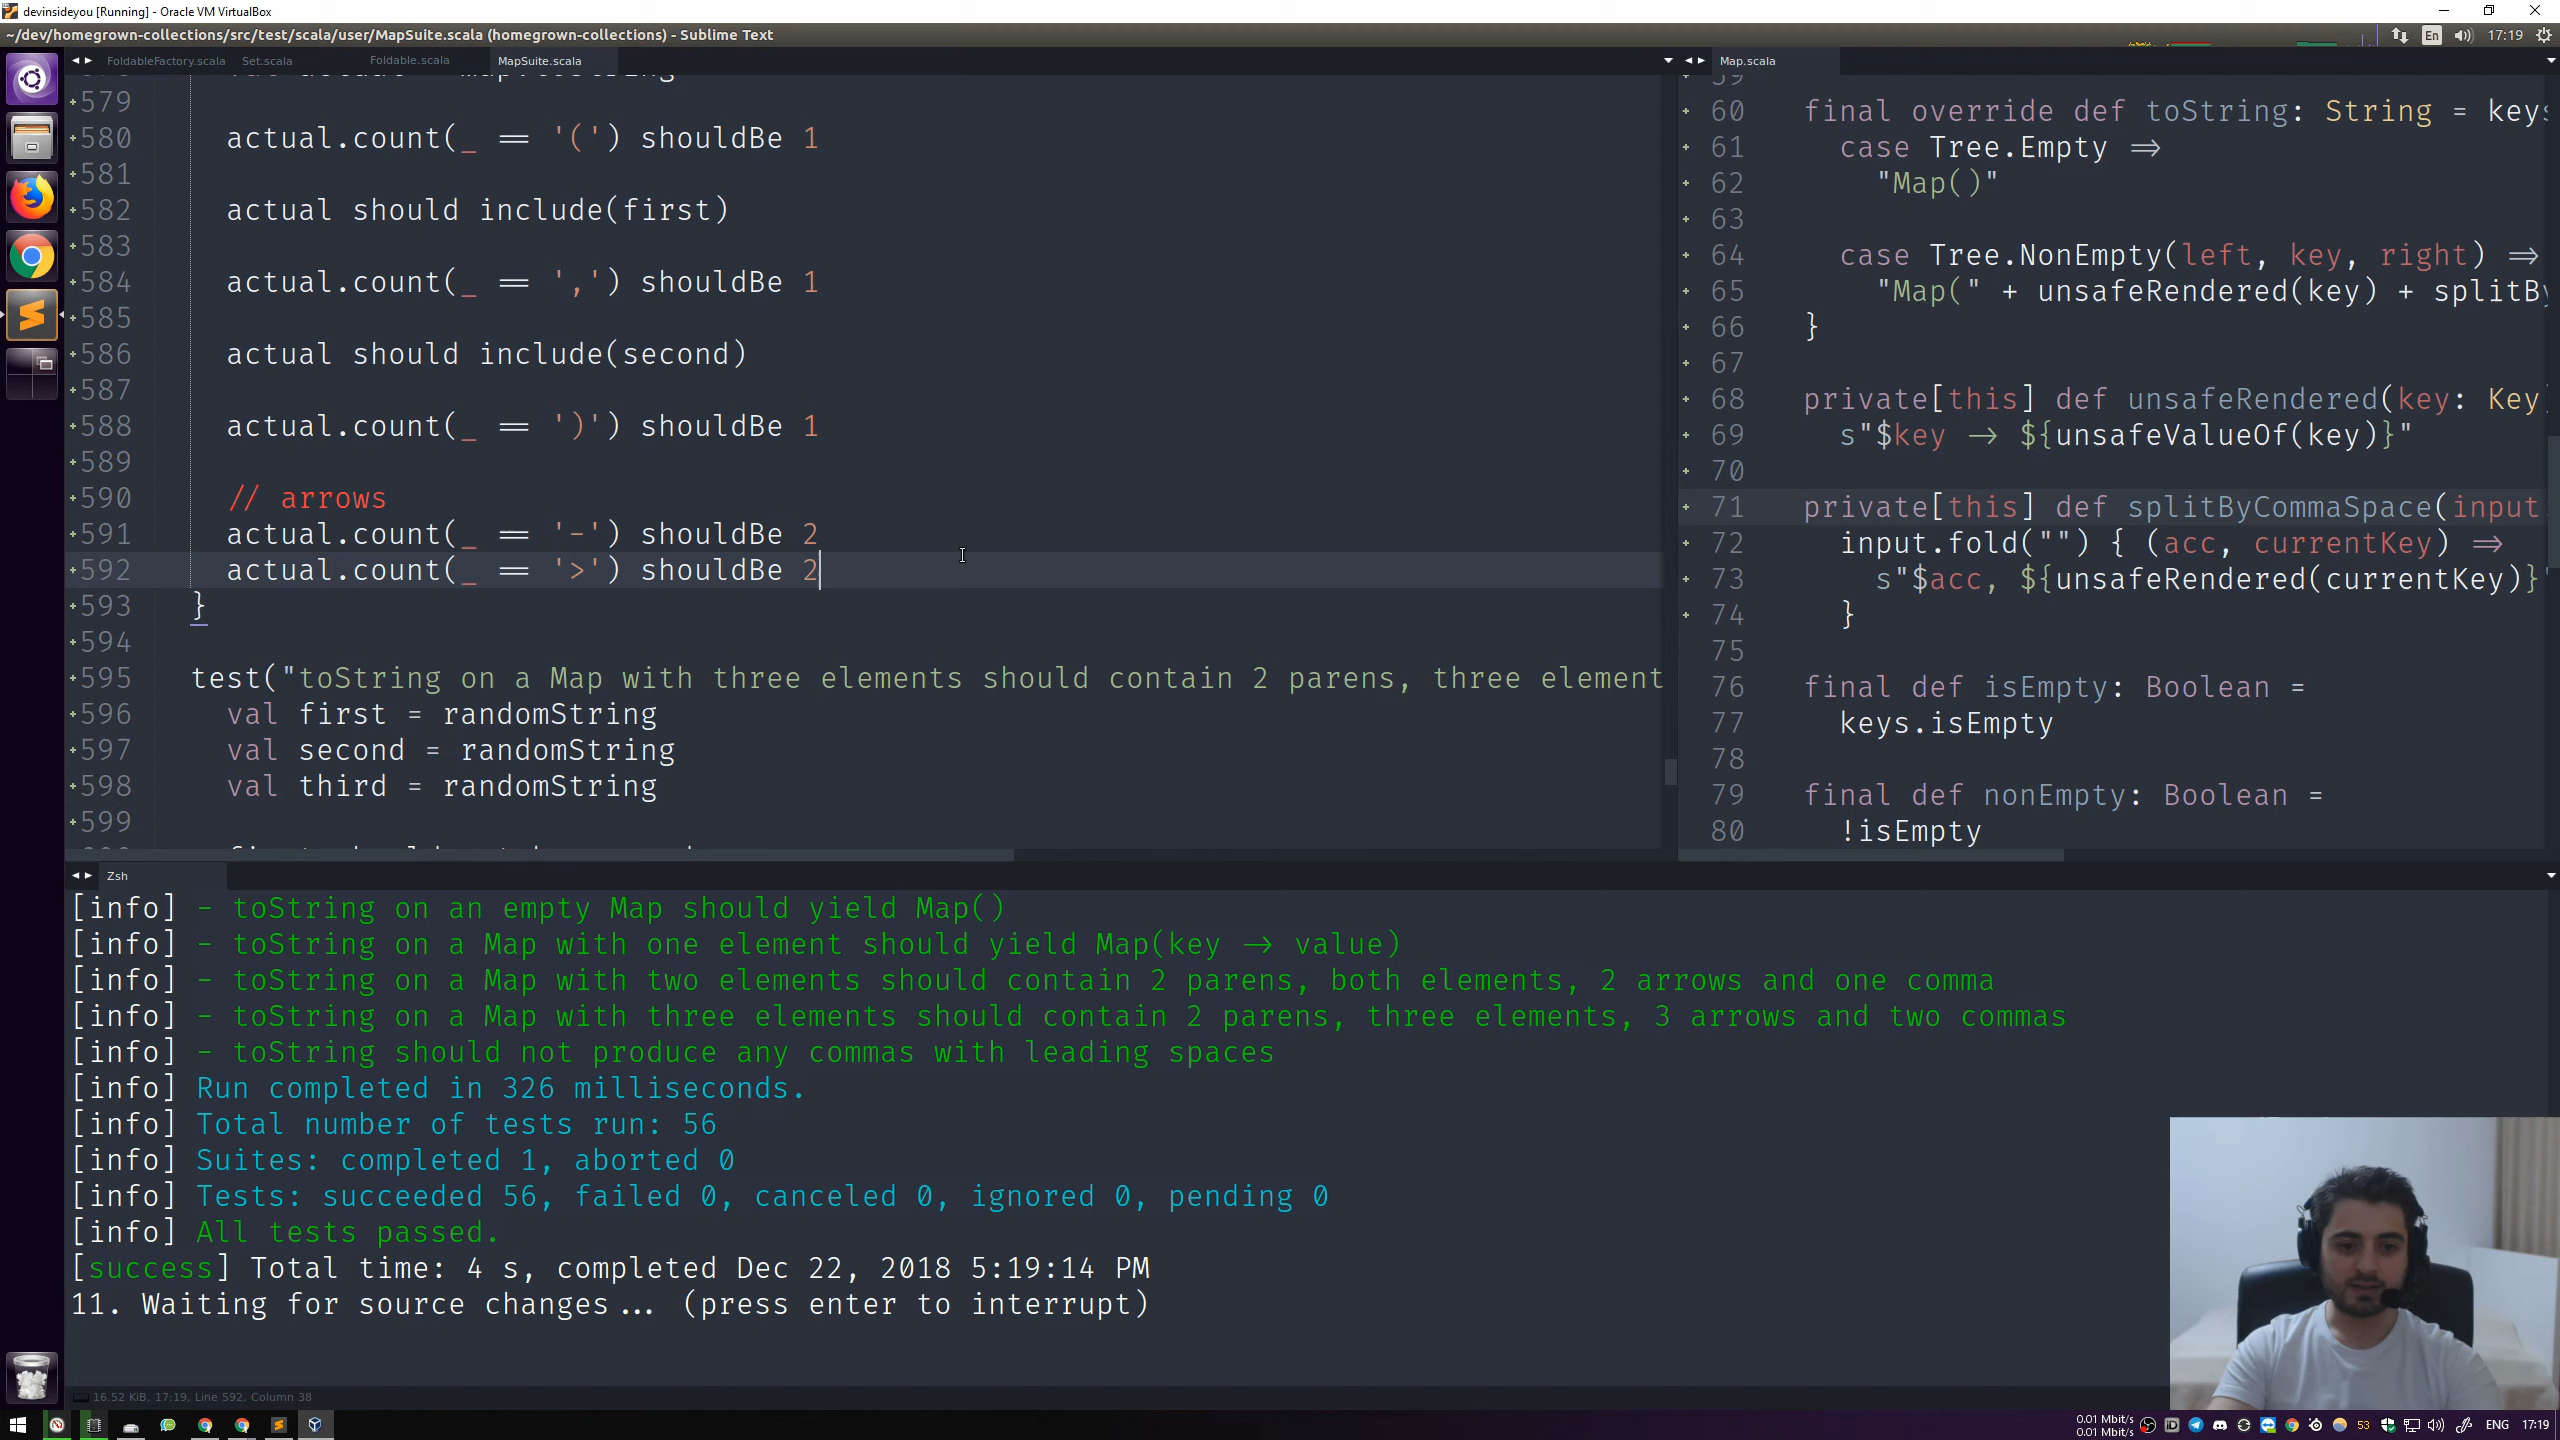 devinsideyou [Running] - Oracle VM VirtualBox
~/dev/homegrown-collections/src/test/scala/user/MapSuite.scala (homegrown-collections) - Sublime Text
En
17:19
FoldableFactory.scala
Set.scala
Foldable.scala
MapSuite.scala
579
580 actual.count(_ == '(') shouldBe 1
581
582 actual should include(first)
583
584 actual.count(_ == ',') shouldBe 1
585
586 actual should include(second)
587
588 actual.count(_ == ')') shouldBe 1
589
590 // arrows
591 actual.count(_ == '-') shouldBe 2
592 actual.count(_ == '>') shouldBe 2
593 }
594
595 test("toString on a Map with three elements should contain 2 parens, three element
596 val first = randomString
597 val second = randomString
598 val third = randomString
599
Map.scala
59
60 final override def toString: String = keys
61 case Tree.Empty =>
62 "Map()"
63
64 case Tree.NonEmpty(left, key, right) =>
65 "Map(" + unsafeRendered(key) + splitBy
66 }
67
68 private[this] def unsafeRendered(key: Key
69 s"$key -> ${unsafeValueOf(key)}"
70
71 private[this] def splitByCommaSpace(input
72 input.fold("") { (acc, currentKey) =>
73 s"$acc, ${unsafeRendered(currentKey)}"
74 }
75
76 final def isEmpty: Boolean =
77 keys.isEmpty
78
79 final def nonEmpty: Boolean =
80 !isEmpty
Zsh
[info] - toString on an empty Map should yield Map()
[info] - toString on a Map with one element should yield Map(key -> value)
[info] - toString on a Map with two elements should contain 2 parens, both elements, 2 arrows and one comma
[info] - toString on a Map with three elements should contain 2 parens, three elements, 3 arrows and two commas
[info] - toString should not produce any commas with leading spaces
[info] Run completed in 326 milliseconds.
[info] Total number of tests run: 56
[info] Suites: completed 1, aborted 0
[info] Tests: succeeded 56, failed 0, canceled 0, ignored 0, pending 0
[info] All tests passed.
[success] Total time: 4 s, completed Dec 22, 2018 5:19:14 PM
11. Waiting for source changes... (press enter to interrupt)
16.52 KiB, 17:19, Line 592, Column 38
0.01 Mbit/s
0.01 Mbit/s
53
ENG
17:19